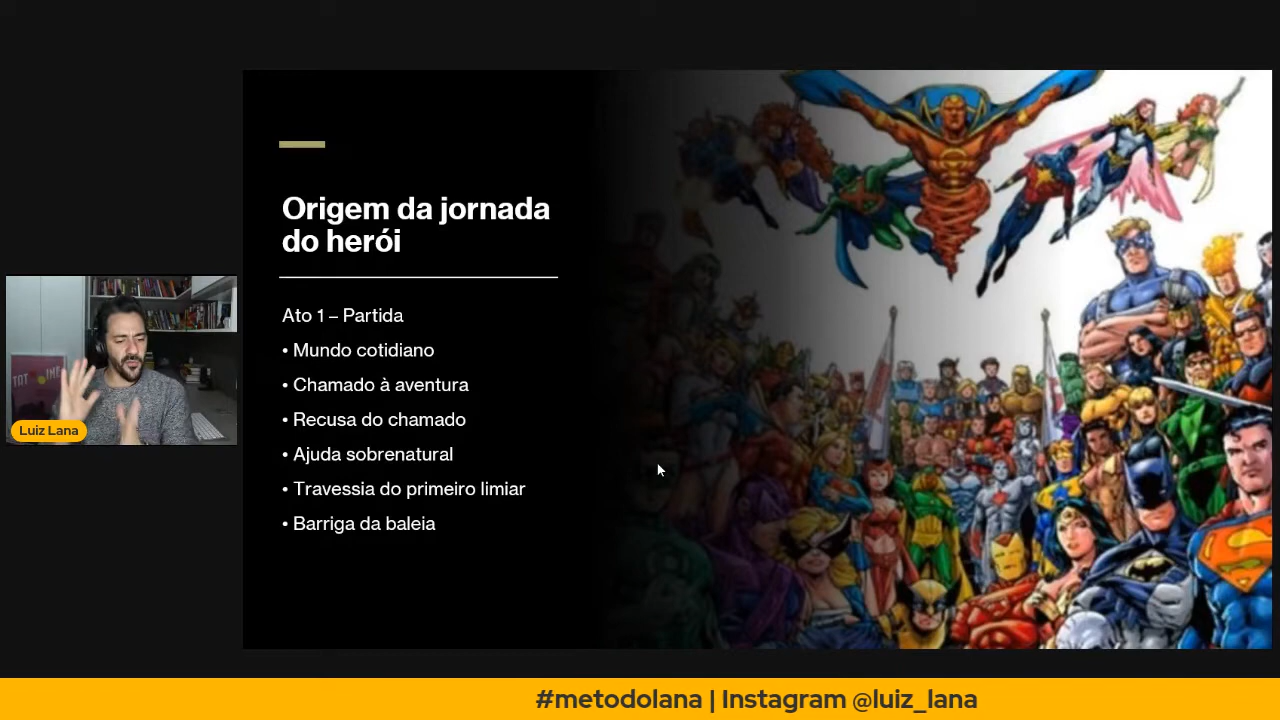 Origem da jornada
do herói
Ato 1 – Partida
• Mundo cotidiano
• Chamado à aventura
• Recusa do chamado
• Ajuda sobrenatural
• Travessia do primeiro limiar
• Barriga da baleia
Luiz Lana
#metodolana | Instagram @luiz_lana